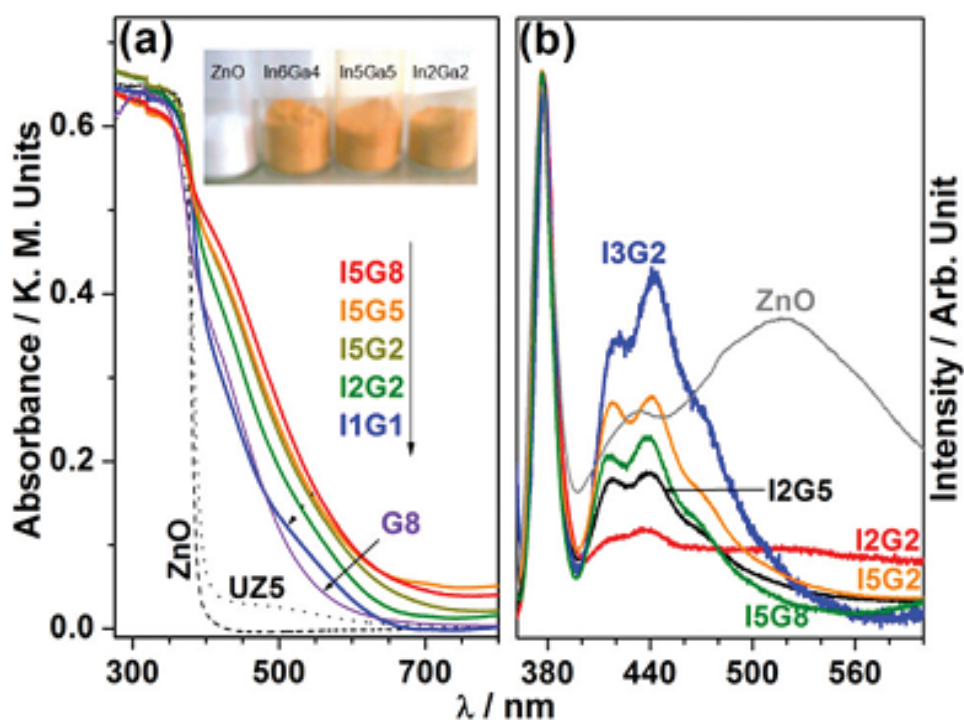 (a)
ZnO In6Ga4 In5Ga5 In2Ga2
Absorbance / K. M. Units
0.6
0.4
0.2
0.0
I5G8
I5G5
I5G2
I2G2
I1G1
G8
ZnO
UZ5
300 500 700
(b)
I3G2
ZnO
I2G5
I2G2
I5G2
I5G8
380 440 500 560
Intensity / Arb. Unit
λ / nm